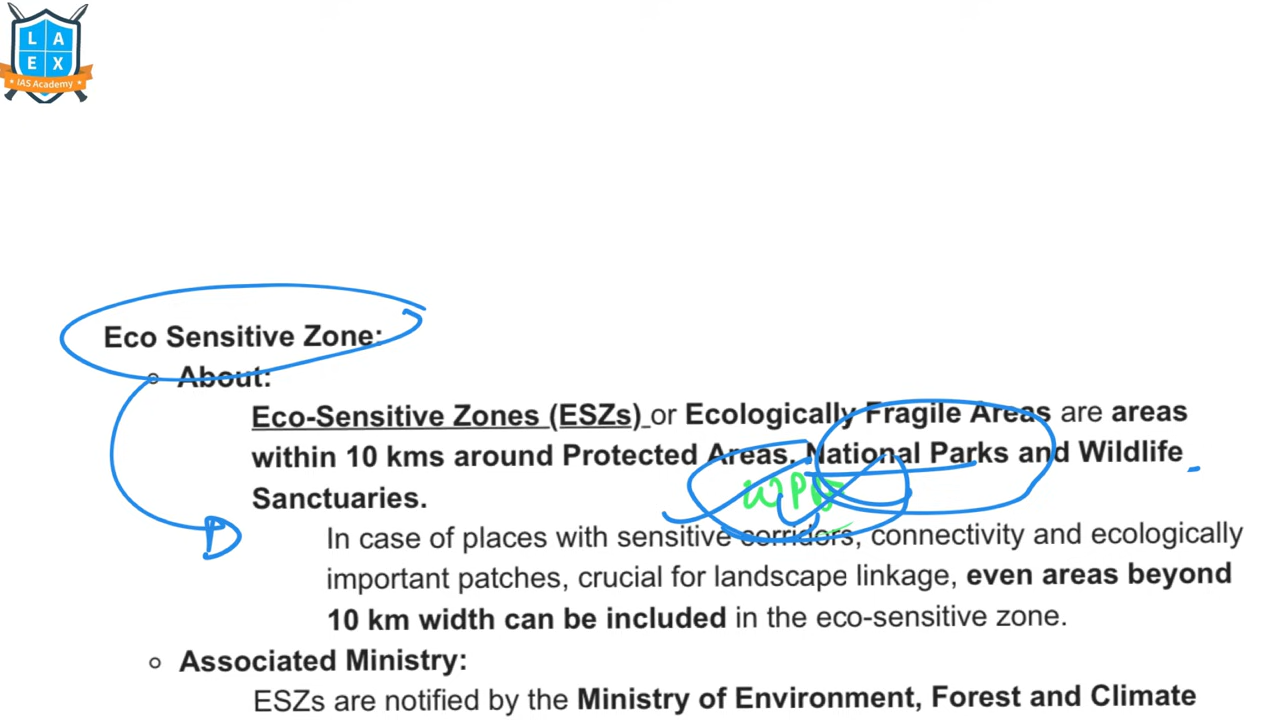 L A
E X
IAS Academy
Eco Sensitive Zone:
About:
Eco-Sensitive Zones (ESZs) or Ecologically Fragile Areas are areas
within 10 kms around Protected Areas, National Parks and Wildlife
Sanctuaries.
In case of places with sensitive corridors, connectivity and ecologically
important patches, crucial for landscape linkage, even areas beyond
10 km width can be included in the eco-sensitive zone.
Associated Ministry:
ESZs are notified by the Ministry of Environment, Forest and Climate